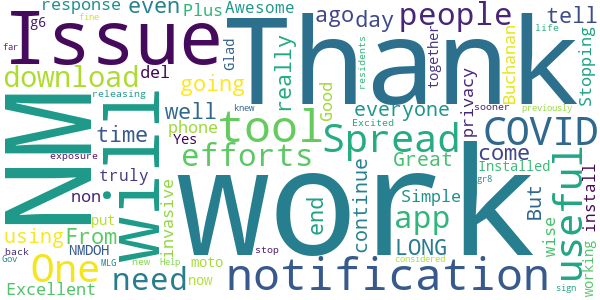 response even Plus Awesome ago day people tell
g6 fine Issue Thank life
far download del going really Glad Good together Buchanan Stopping
releasing NM will well tool everyone privacy COVID
knew residents sooner previously
time phone Spread
exposure Yes efforts Great come
truly invasive end continue Simple Installed gr8 Excited
non work app But wise useful install
using From put NMDOH moto LONG working
back One need now notification
Gov MLG new Help stop considered sign
Excellent